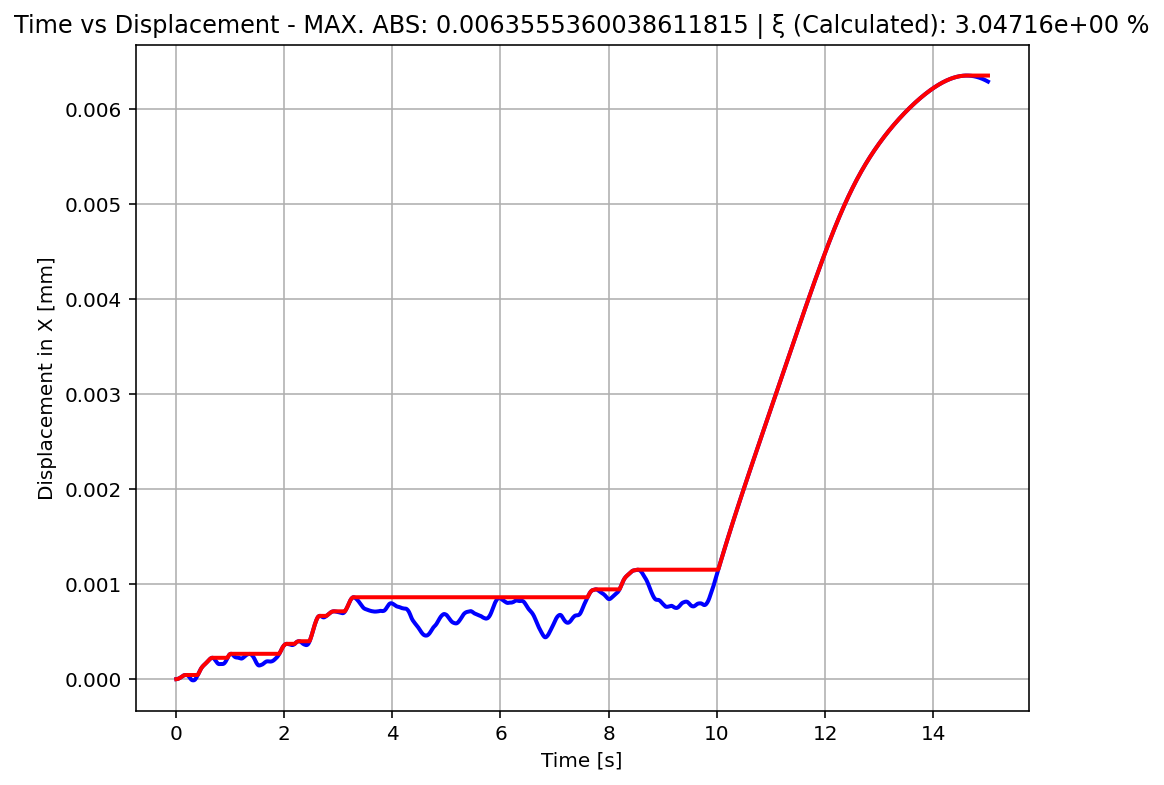 Time vs Displacement - MAX. ABS: 0.0063555360038611815 | ξ (Calculated): 3.04716e+00 %
0.006
0.005
0.004
0.003
0.002
0.001
0.000
Displacement in X [mm]
0 2 4 6 8 10 12 14
Time [s]